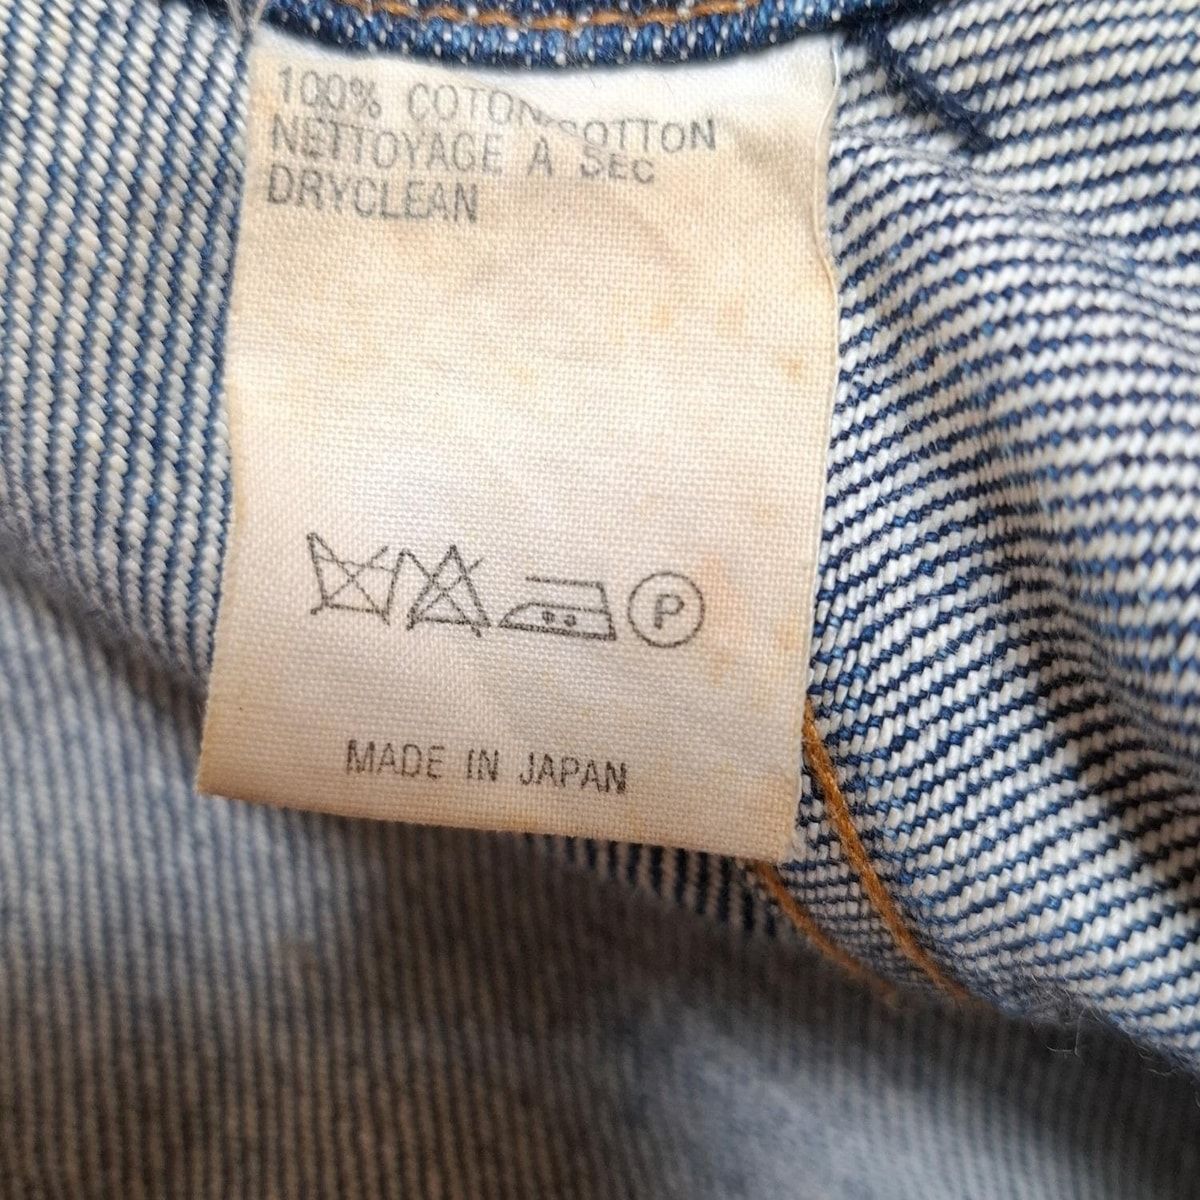 100% COTON/COTTON
NETTOYAGE A SEC
DRYCLEAN
P
MADE IN JAPAN